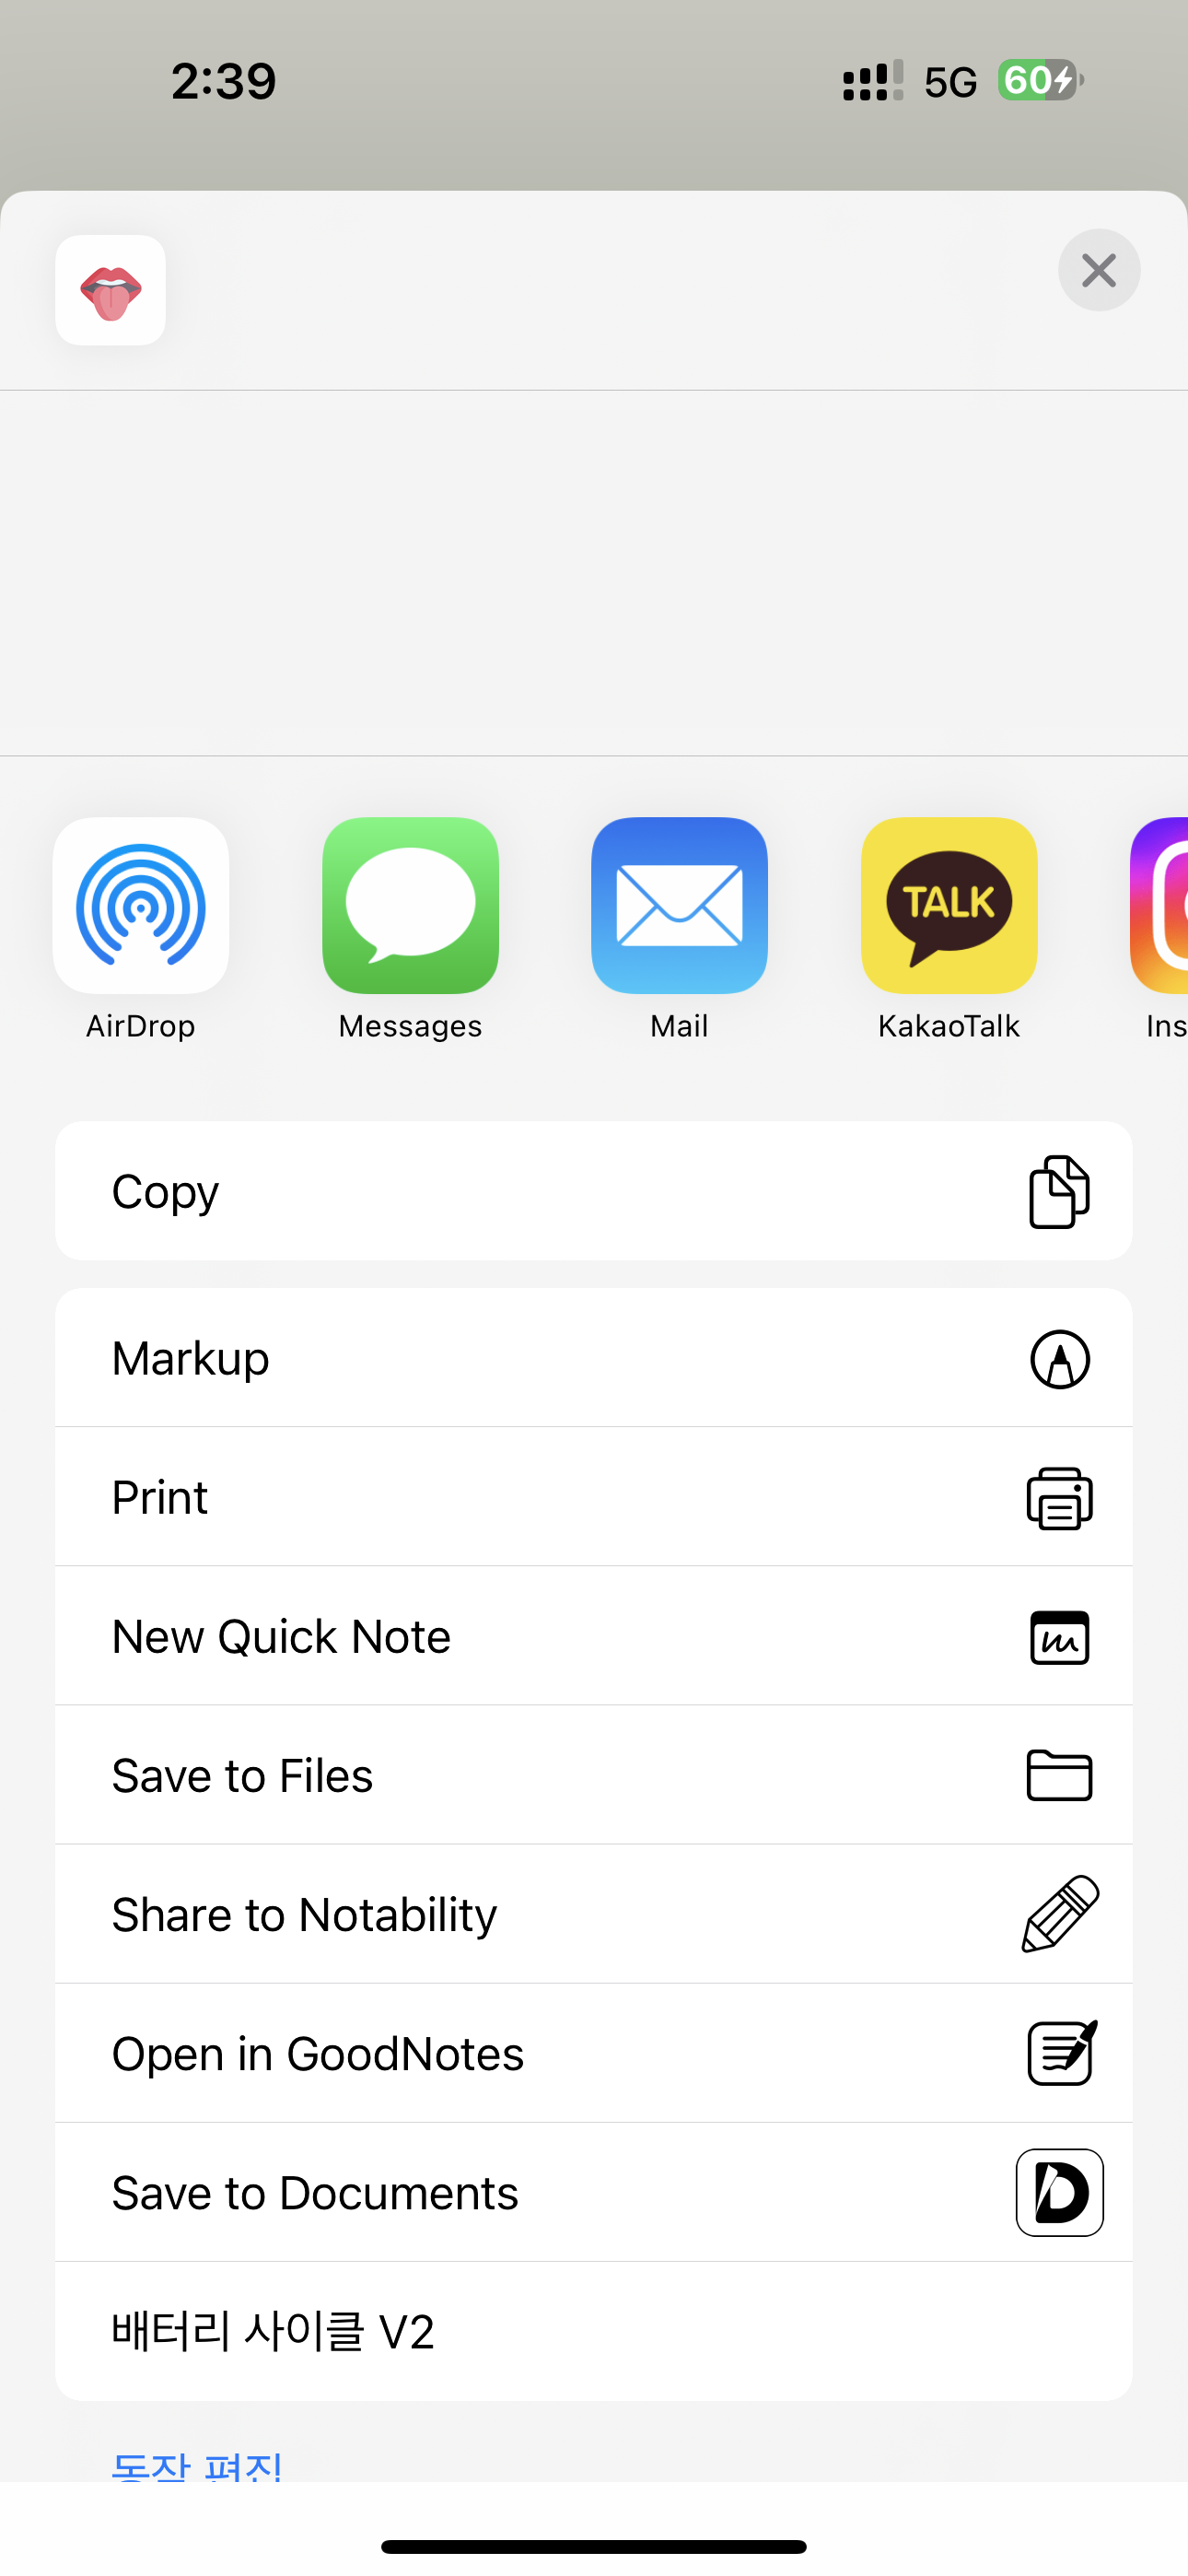 2:39
5G
60
TALK
AirDrop
Messages
Mail
KakaoTalk
Ins
Copy
Markup
Print
New Quick Note
Save to Files
Share to Notability
Open in GoodNotes
Save to Documents
배터리 사이클 V2
동작 편집